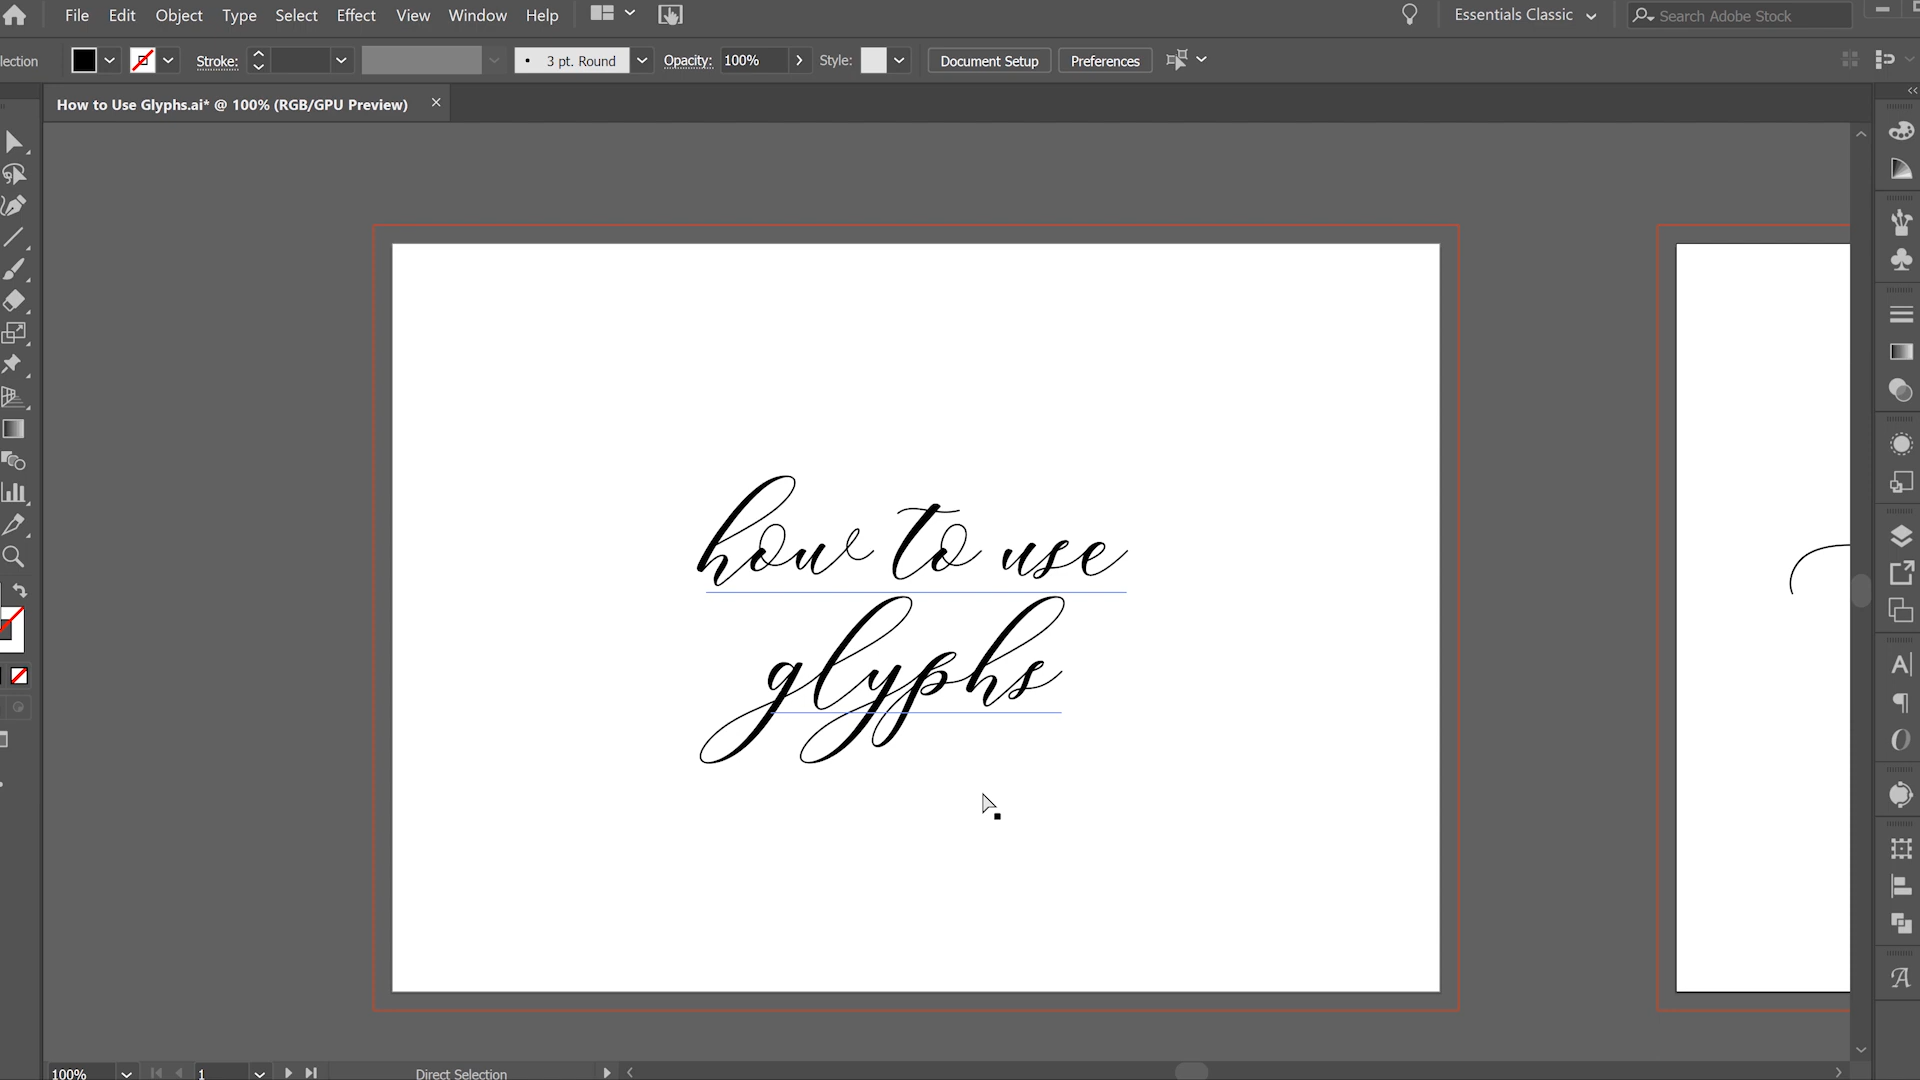 File Edit Object Type Select Effect View Window Help Essentials Classic Search Adobe Stock
lection Stroke: 3 pt. Round Opacity: 100% Style: Document Setup Preferences
How to Use Glyphs.ai* @ 100% (RGB/GPU Preview) ×
how to use
glyphs
100% 1 Direct Selection